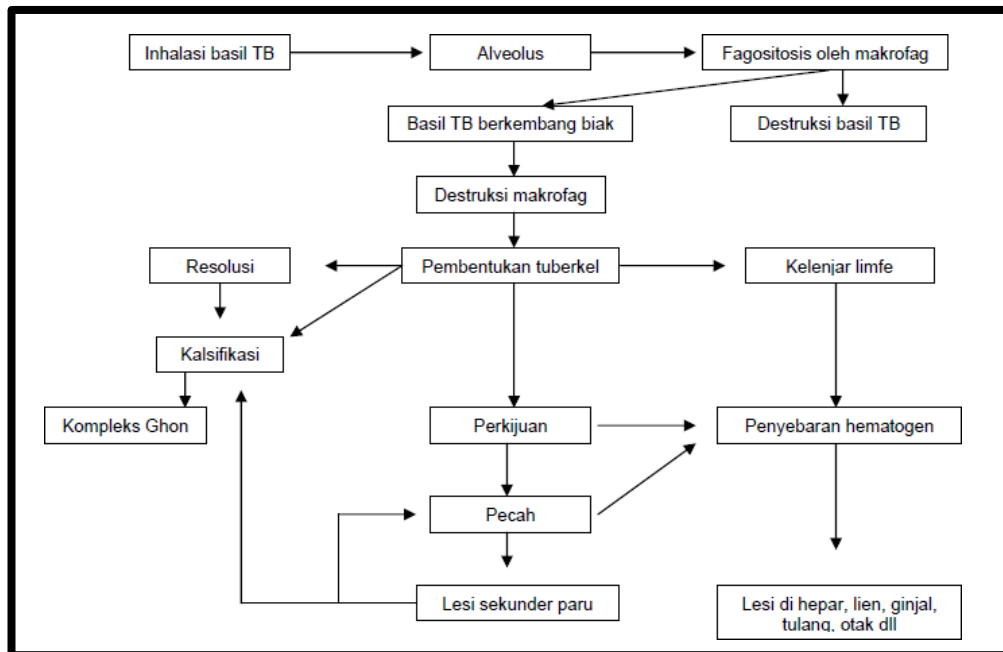 Inhalasi basil TB
Alveolus
Fagositosis oleh makrofag
Basil TB berkembang biak
Destruksi basil TB
Destruksi makrofag
Resolusi
Pembentukan tuberkel
Kelenjar limfe
Kalsifikasi
Kompleks Ghon
Perkijuan
Penyebaran hematogen
Pecah
Lesi sekunder paru
Lesi di hepar, lien, ginjal,
tulang, otak dll